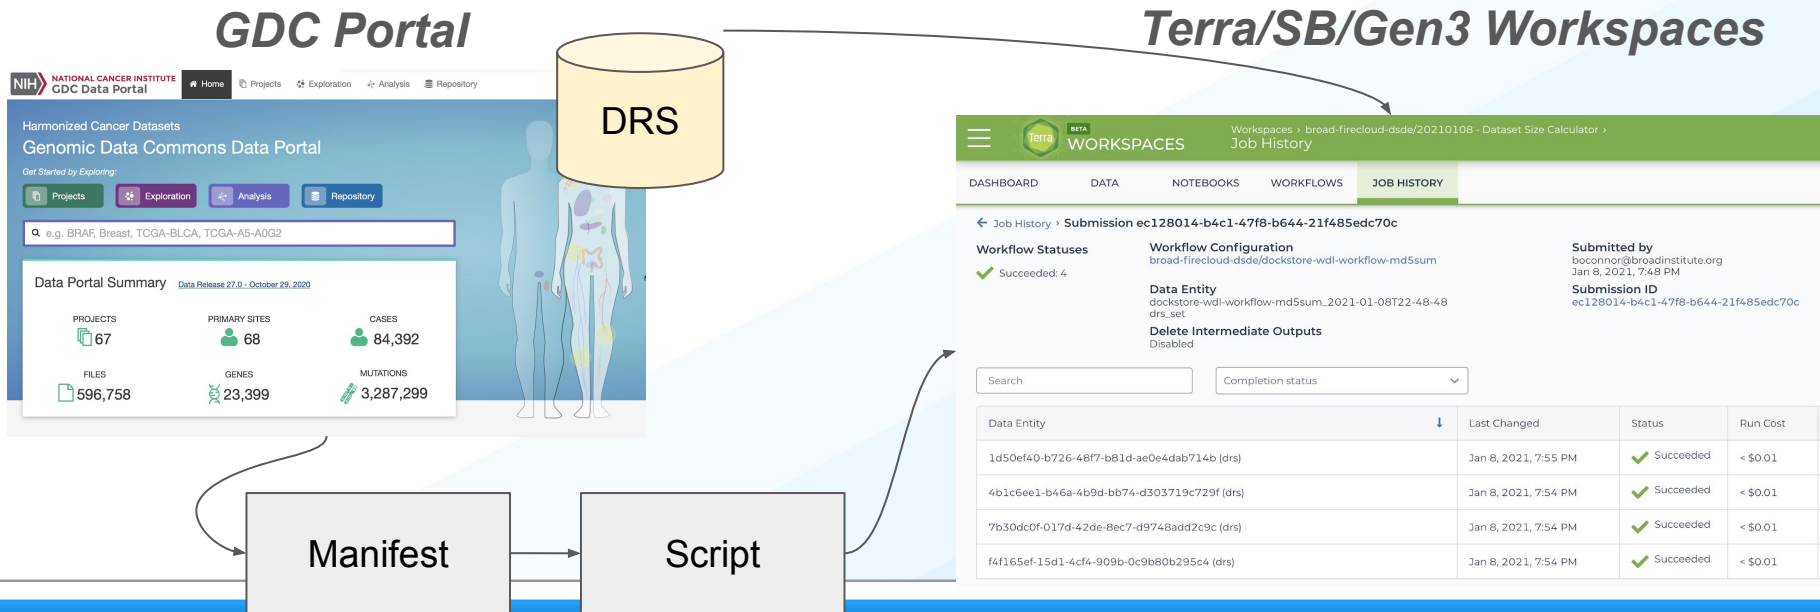 GDC Portal
Terra/SB/Gen3 Workspaces
DRS
NIH
NATIONAL CANCER INSTITUTE
GDC Data Portal
Home
Projects
Exploration
Analysis
Repository
Harmonized Cancer Datasets
Genomic Data Commons Data Portal
Get Started by Exploring:
Projects
Exploration
Analysis
Repository
e.g. BRAF, Breast, TCGA-BLCA, TCGA-A5-A0G2
Data Portal Summary
Data Release 27.0 - October 29, 2020
PROJECTS
67
PRIMARY SITES
68
CASES
84,392
FILES
596,758
GENES
23,399
MUTATIONS
3,287,299
Manifest
Script
Terra
BETA
WORKSPACES
Workspaces › broad-firecloud-dsde/20210108 - Dataset Size Calculator ›
Job History
DASHBOARD
DATA
NOTEBOOKS
WORKFLOWS
JOB HISTORY
Job History › Submission ec128014-b4c1-47f8-b644-21f485edc70c
Workflow Statuses
Succeeded: 4
Workflow Configuration
broad-firecloud-dsde/dockstore-wdl-workflow-md5sum
Data Entity
dockstore-wdl-workflow-md5sum_2021-01-08T22-48-48
drs_set
Delete Intermediate Outputs
Disabled
Submitted by
boconnor@broadinstitute.org
Jan 8, 2021, 7:48 PM
Submission ID
ec128014-b4c1-47f8-b644-21f485edc70c
Search
Completion status
Data Entity Last Changed Status Run Cost
1d50ef40-b726-48f7-b81d-ae0e4dab714b (drs) Jan 8, 2021, 7:55 PM Succeeded < $0.01
4b1c6ee1-b46a-4b9d-bb74-d303719c729f (drs) Jan 8, 2021, 7:54 PM Succeeded < $0.01
7b30dc0f-017d-42de-8ec7-d9748add2c9c (drs) Jan 8, 2021, 7:54 PM Succeeded < $0.01
f4f165ef-15d1-4cf4-909b-0c9b80b295c4 (drs) Jan 8, 2021, 7:54 PM Succeeded < $0.01